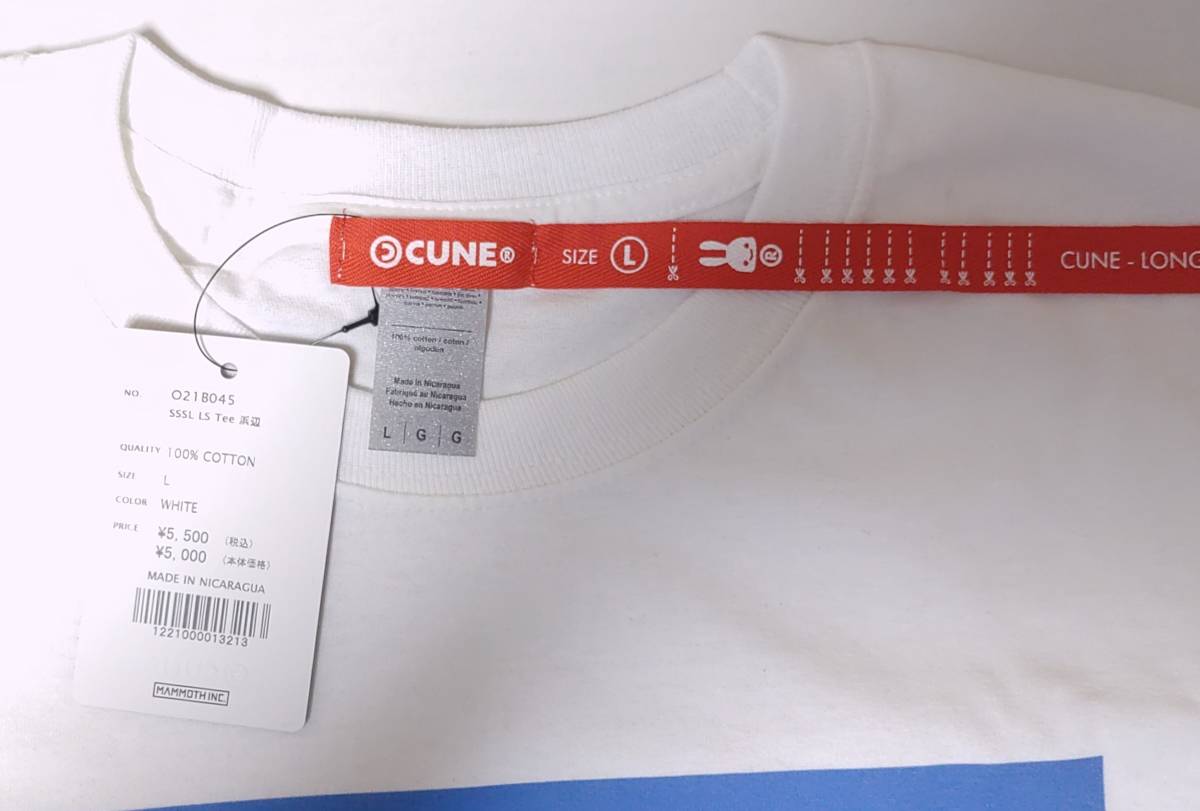 CUNE®
SIZE L
®
CUNE - LONG
100% cotton / coton /
algodon
Made in Nicaragua
Fabriqué au Nicaragua
Hecho en Nicaragua
L | G | G
NO. O21B045
SSSL LS Tee 浜辺
QUALITY 100% COTTON
SIZE L
COLOR WHITE
PRICE ¥5,500 (税込)
¥5,000 (本体価格)
MADE IN NICARAGUA
1221000013213
MAMMOTH INC.